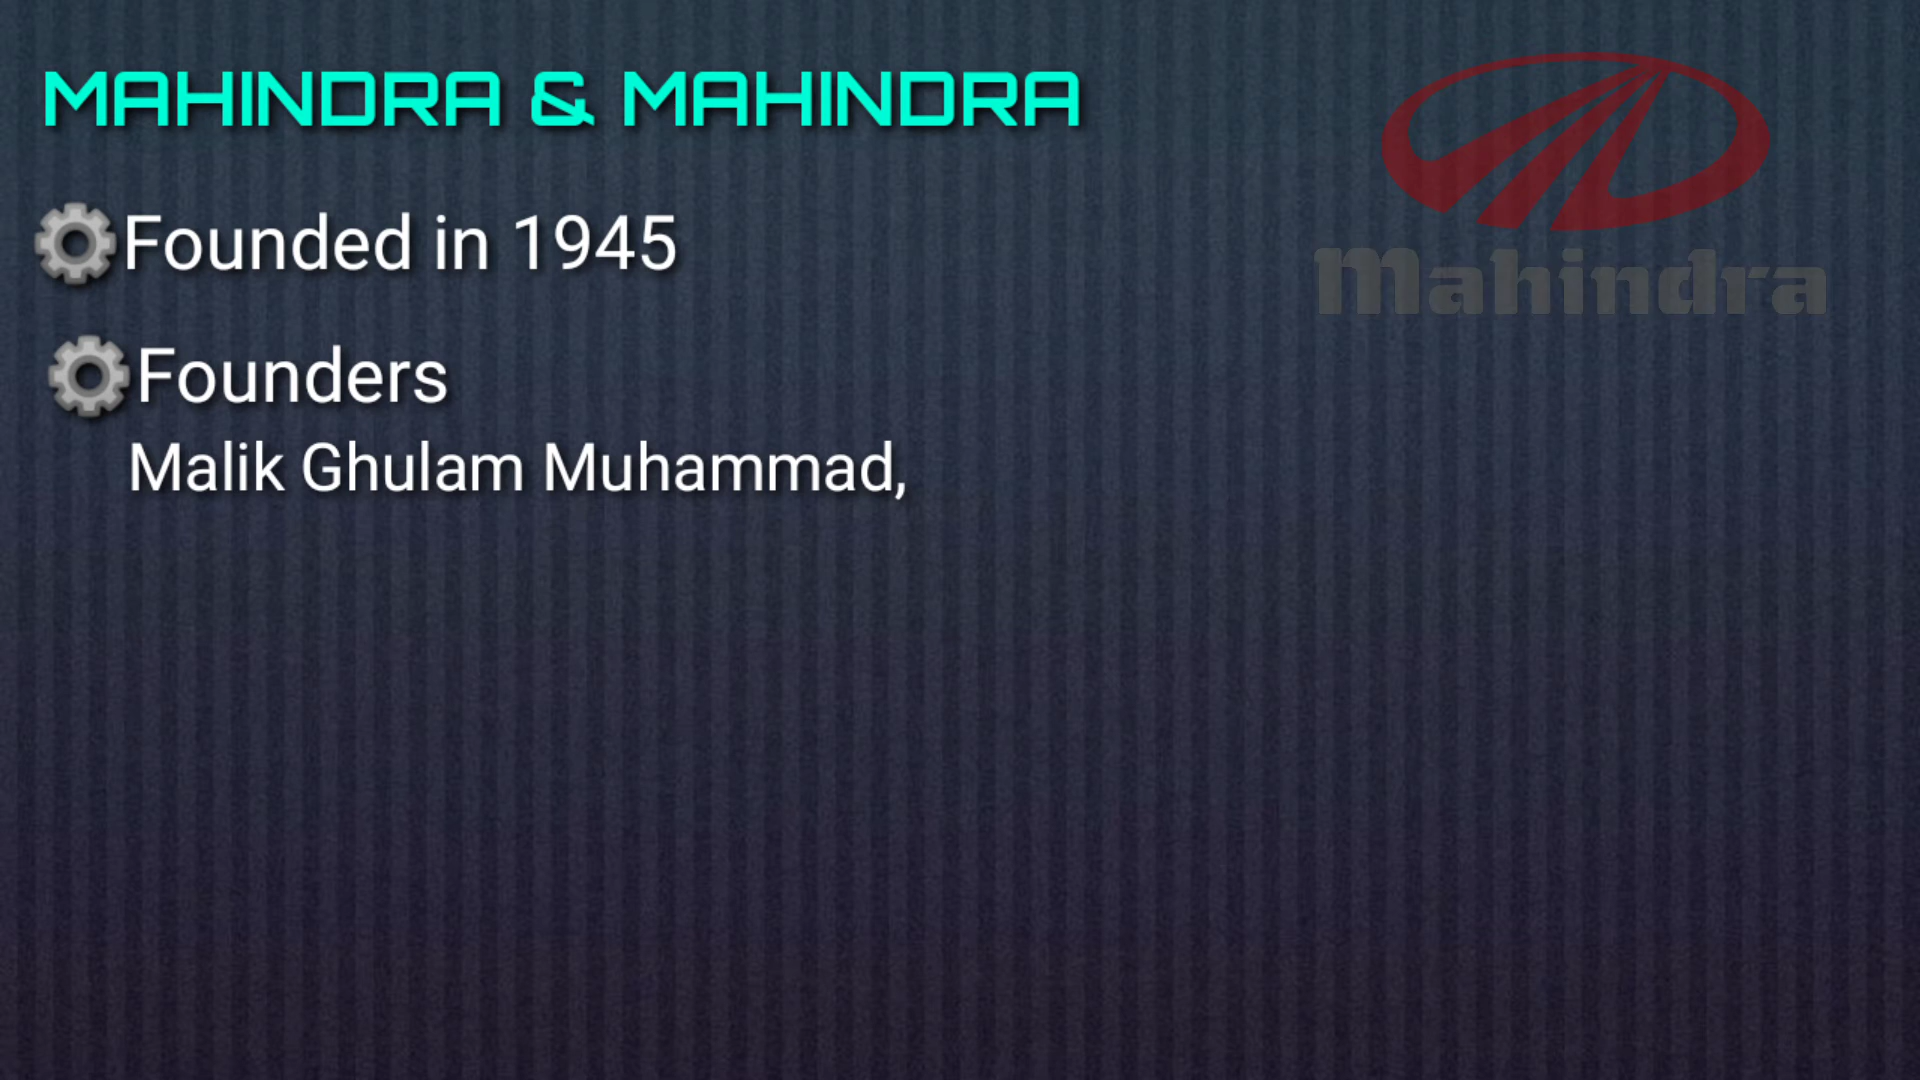 MAHINDRA & MAHINDRA
Mahindra
Founded in 1945
Founders
Malik Ghulam Muhammad,